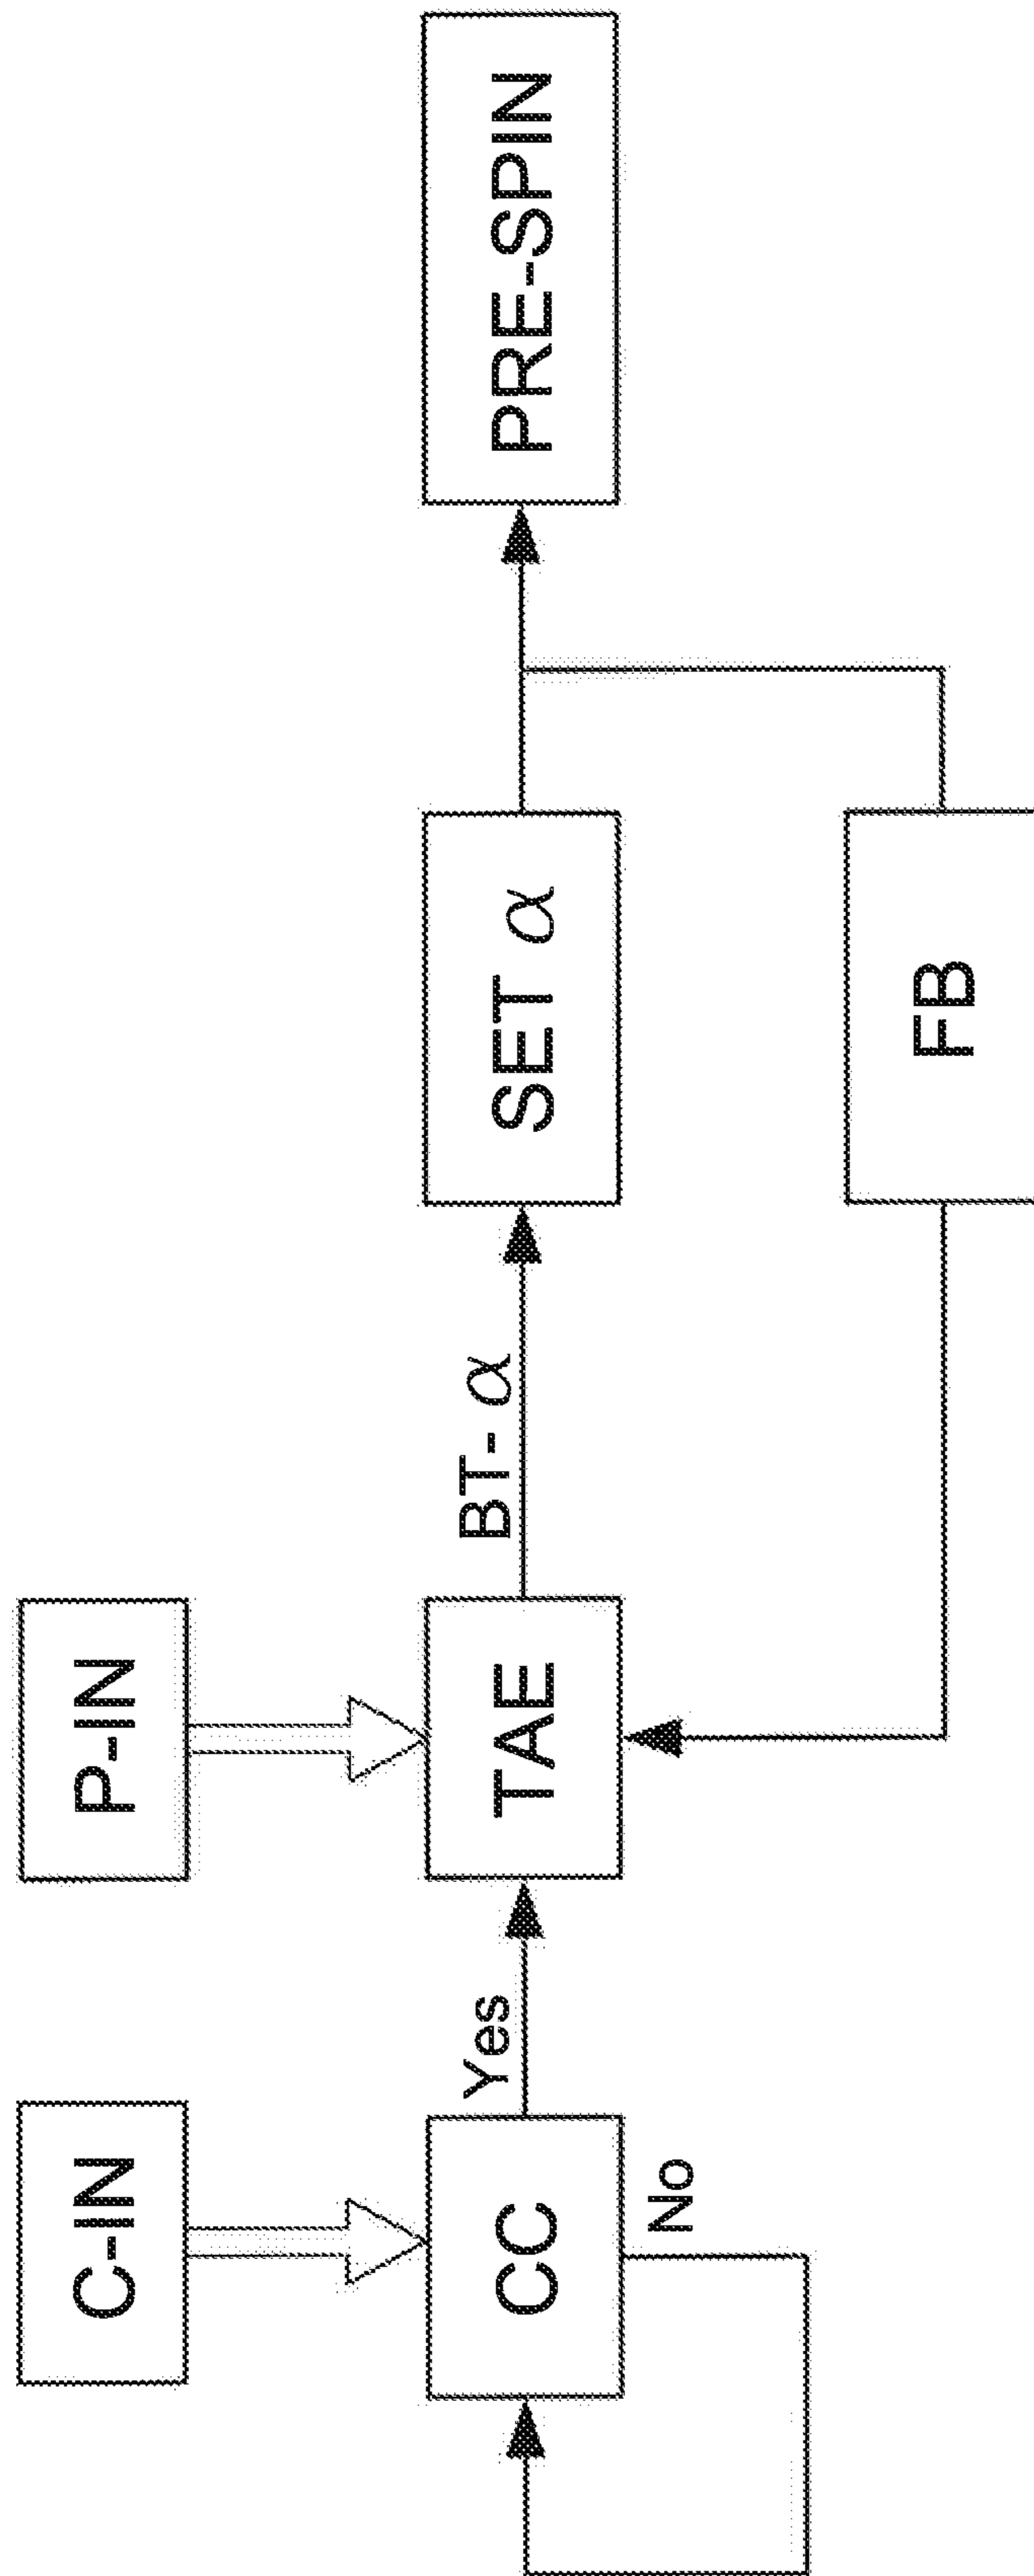 C-IN
P-IN
CC
Yes
No
TAE
BT- α
SET α
PRE-SPIN
FB